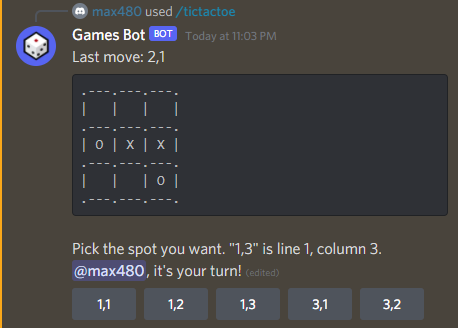 max480 used /tictactoe
Games Bot BOT Today at 11:03 PM
Last move: 2,1
.---.---.---.
|   |   |   |
.---.---.---.
| O | X | X |
.---.---.---.
|   |   | O |
.---.---.---.
Pick the spot you want. "1,3" is line 1, column 3.
@max480, it's your turn! (edited)
1,1 1,2 1,3 3,1 3,2